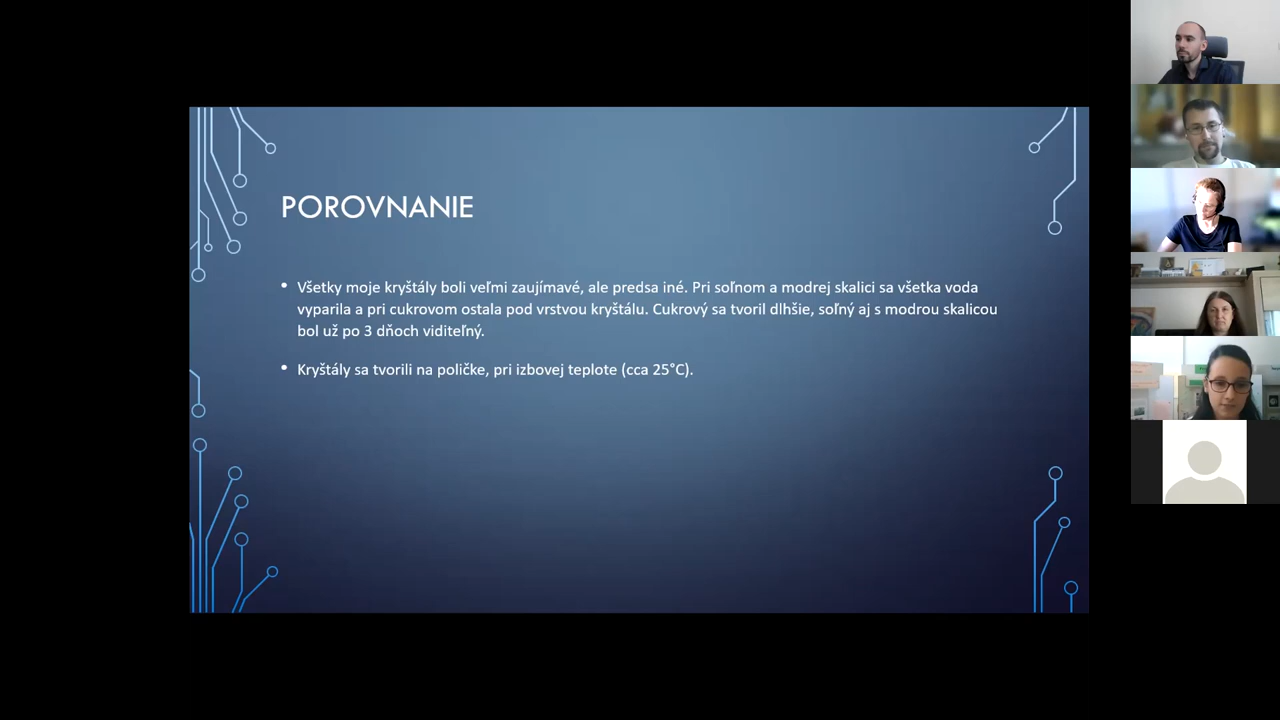 POROVNANIE
• Všetky moje kryštály boli veľmi zaujímavé, ale predsa iné. Pri soľnom a modrej skalici sa všetka voda
vyparila a pri cukrovom ostala pod vrstvou kryštálu. Cukrový sa tvoril dlhšie, soľný aj s modrou skalicou
bol už po 3 dňoch viditeľný.
• Kryštály sa tvorili na poličke, pri izbovej teplote (cca 25°C).